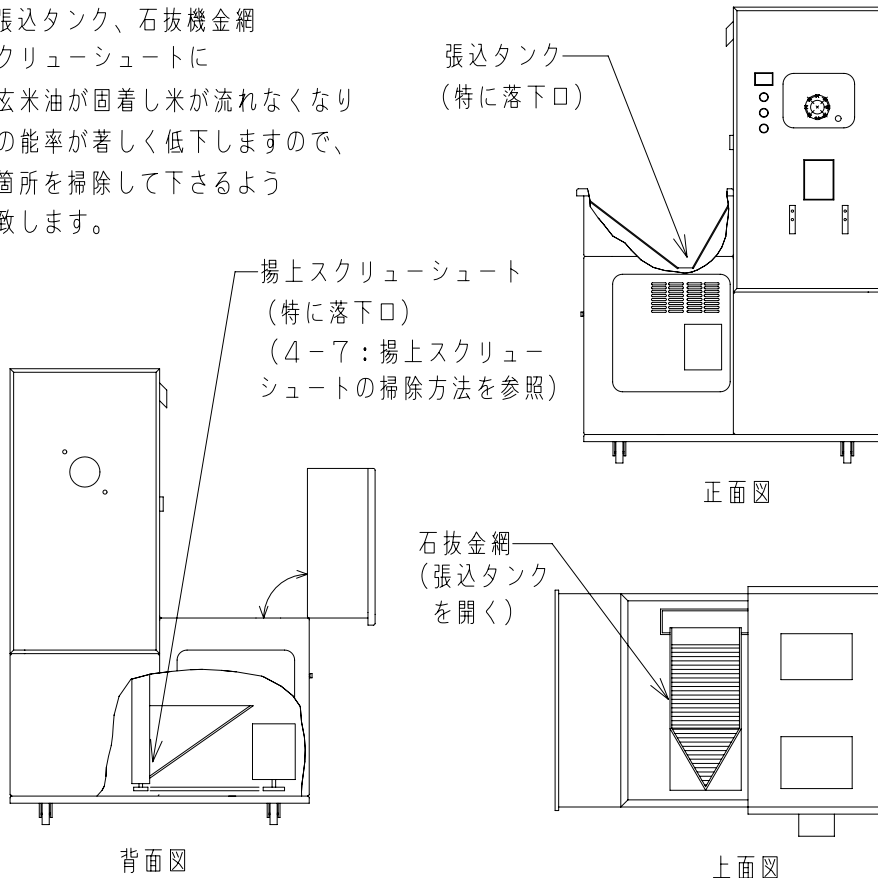 張込タンク、石抜機金網
クリューシュートに
玄米油が固着し米が流れなくなり
の能率が著しく低下しますので、
箇所を掃除して下さるよう
致します。
張込タンク
(特に落下口)
揚上スクリューシュート
(特に落下口)
(4-7:揚上スクリュー
シュートの掃除方法を参照)
正面図
石抜金網
(張込タンク
を開く)
背面図
上面図